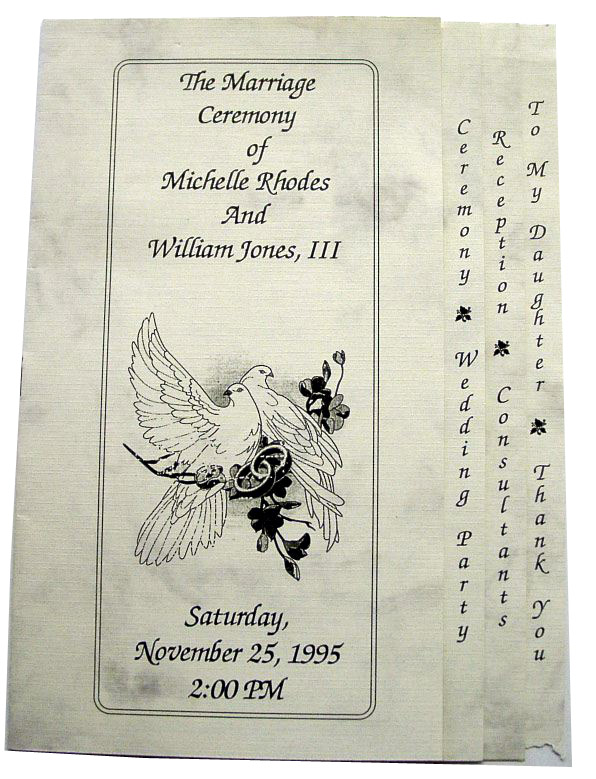 The Marriage
Ceremony
of
Michelle Rhodes
And
William Jones, III
Saturday,
November 25, 1995
2:00 PM
Ceremony Wedding Party
Reception Consultants
To My Daughter Thank You